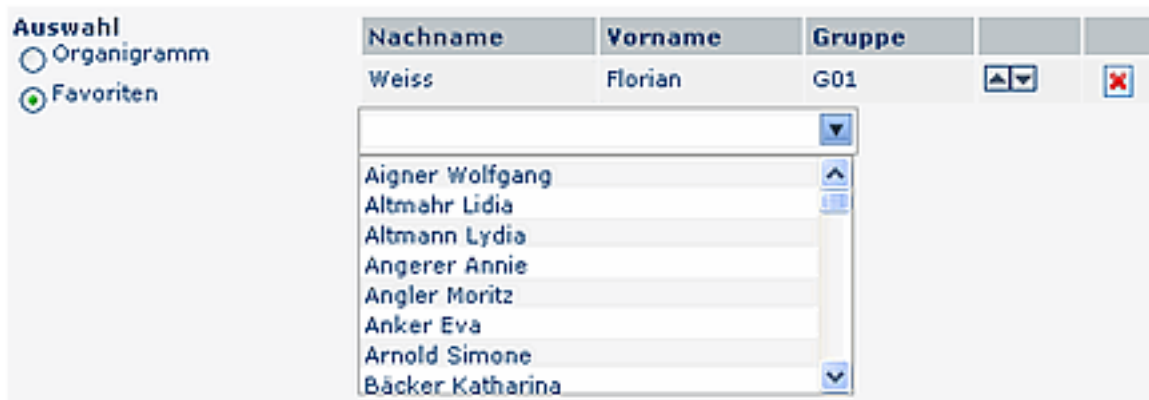 Auswahl
Organigramm
Favoriten
Nachname Vorname Gruppe
Weiss Florian G01
Aigner Wolfgang
Altmahr Lidia
Altmann Lydia
Angerer Annie
Angler Moritz
Anker Eva
Arnold Simone
Bäcker Katharina